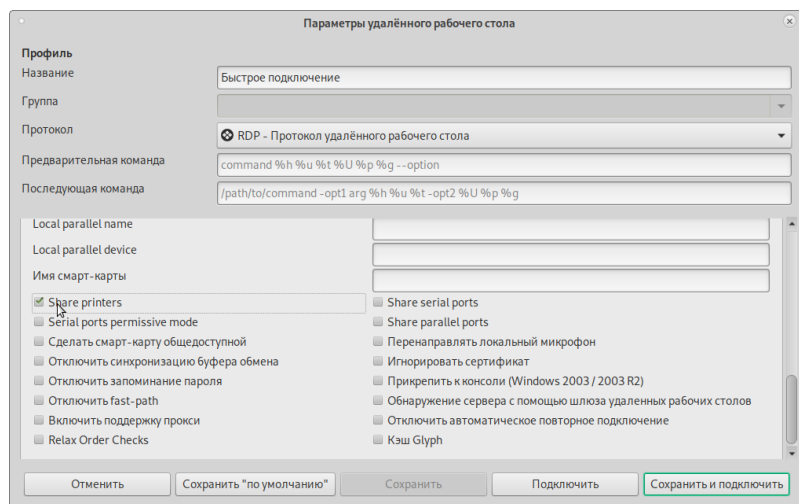 Параметры удалённого рабочего стола
Профиль
Название
Быстрое подключение
Группа
Протокол
RDP - Протокол удалённого рабочего стола
Предварительная команда
command %h %u %t %U %p %g --option
Последующая команда
/path/to/command -opt1 arg %h %u %t -opt2 %U %p %g
Local parallel name
Local parallel device
Имя смарт-карты
Share printers
Share serial ports
Serial ports permissive mode
Share parallel ports
Сделать смарт-карту общедоступной
Перенаправлять локальный микрофон
Отключить синхронизацию буфера обмена
Игнорировать сертификат
Отключить запоминание пароля
Прикрепить к консоли (Windows 2003 / 2003 R2)
Отключить fast-path
Обнаружение сервера с помощью шлюза удаленных рабочих столов
Включить поддержку прокси
Отключить автоматическое повторное подключение
Relax Order Checks
Кэш Glyph
Отменить
Сохранить "по умолчанию"
Сохранить
Подключить
Сохранить и подключить